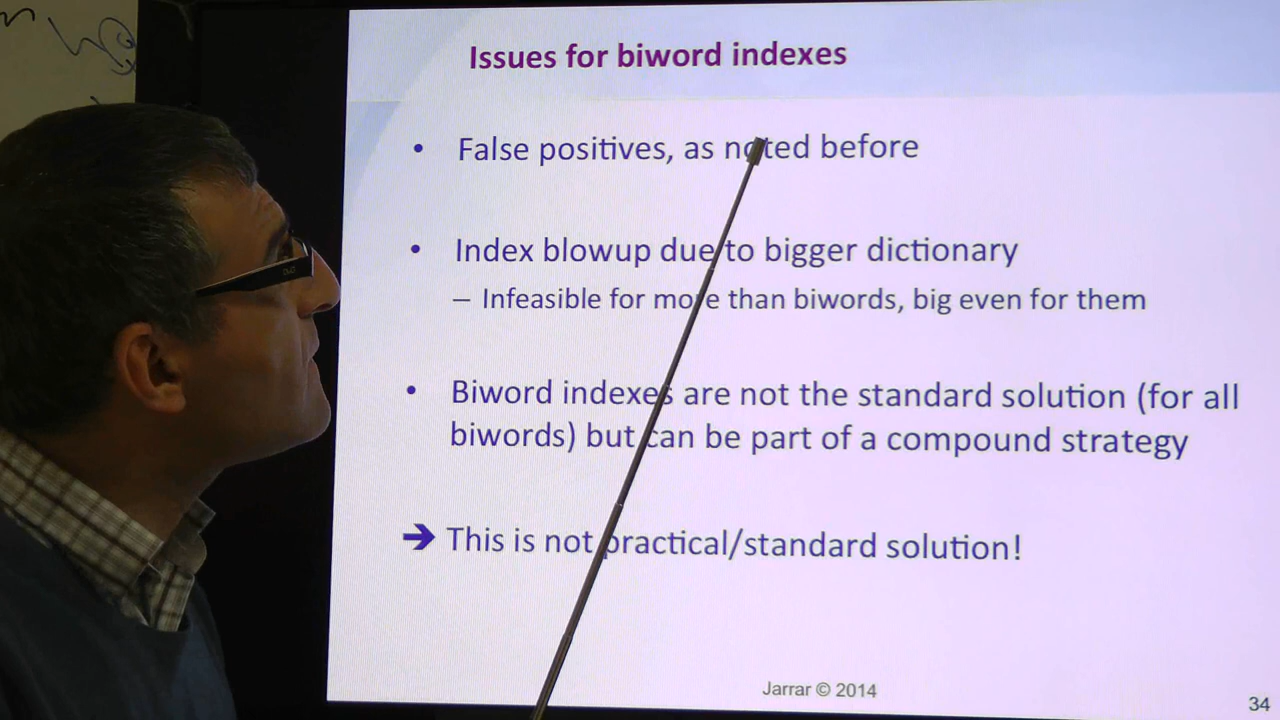 Issues for biword indexes
• False positives, as noted before
• Index blowup due to bigger dictionary
– Infeasible for more than biwords, big even for them
• Biword indexes are not the standard solution (for all
biwords) but can be part of a compound strategy
➔ This is not practical/standard solution!
Jarrar © 2014
34